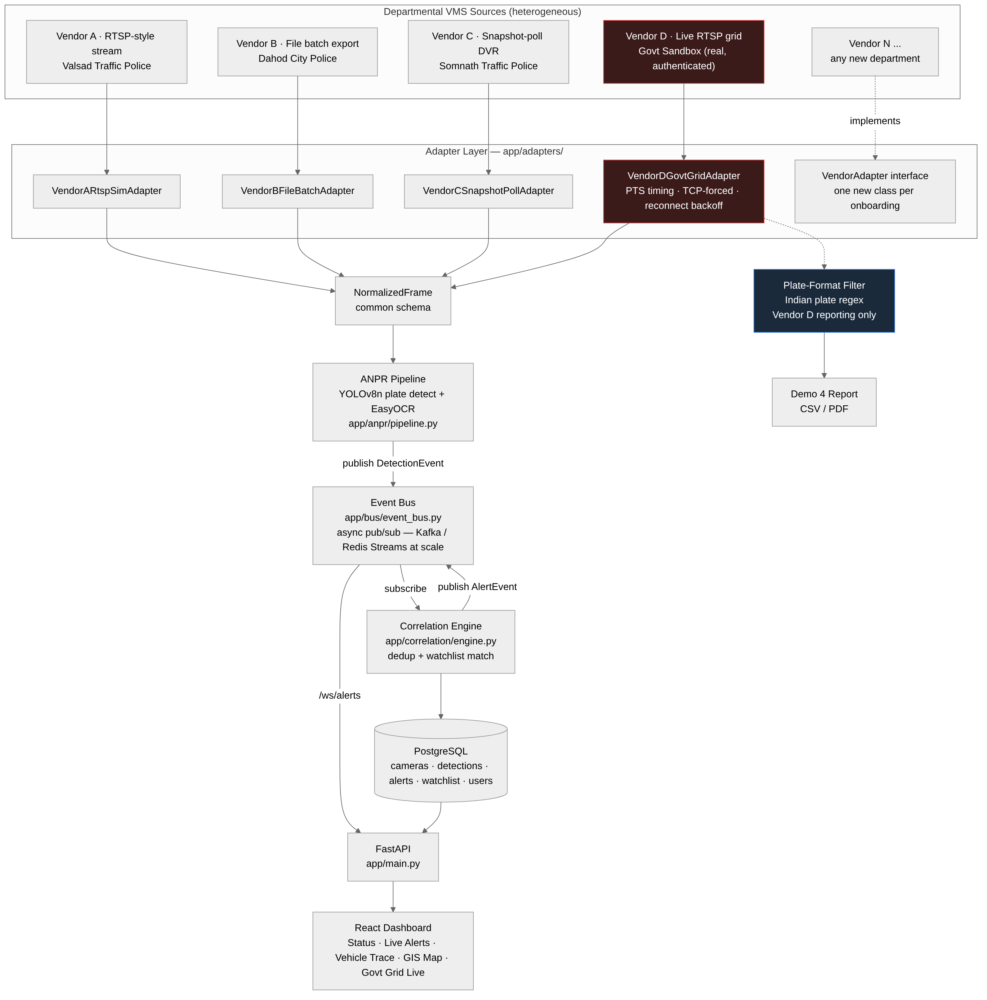 Departmental VMS Sources (heterogeneous)
Vendor A · RTSP-style
stream
Valsad Traffic Police
Vendor B · File batch export
Dahod City Police
Vendor C · Snapshot-poll
DVR
Somnath Traffic Police
Vendor D · Live RTSP grid
Govt Sandbox (real,
authenticated)
Vendor N ...
any new department
implements
Adapter Layer — app/adapters/
VendorARtspSimAdapter
VendorBFileBatchAdapter
VendorCSnapshotPollAdapter
VendorDGovtGridAdapter
PTS timing · TCP-forced ·
reconnect backoff
VendorAdapter interface
one new class per
onboarding
NormalizedFrame
common schema
Plate-Format Filter
Indian plate regex
Vendor D reporting only
ANPR Pipeline
YOLOv8n plate detect +
EasyOCR
app/anpr/pipeline.py
Demo 4 Report
CSV / PDF
publish DetectionEvent
Event Bus
app/bus/event_bus.py
async pub/sub — Kafka /
Redis Streams at scale
subscribe
publish AlertEvent
Correlation Engine
app/correlation/engine.py
dedup + watchlist match
/ws/alerts
PostgreSQL
cameras · detections ·
alerts · watchlist · users
FastAPI
app/main.py
React Dashboard
Status · Live Alerts ·
Vehicle Trace · GIS Map ·
Govt Grid Live